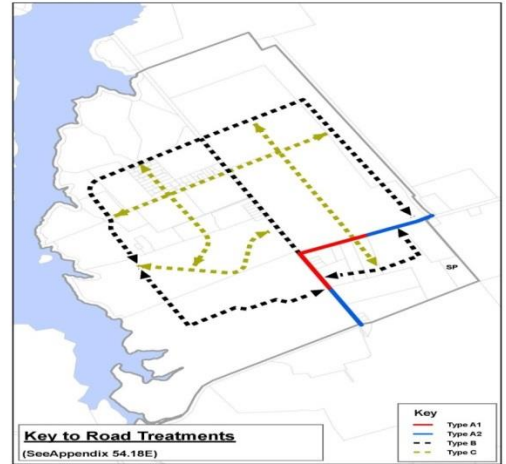 SP
Key to Road Treatments
(SeeAppendix 54.18E)
Key
Type A1
Type A2
Type B
Type C